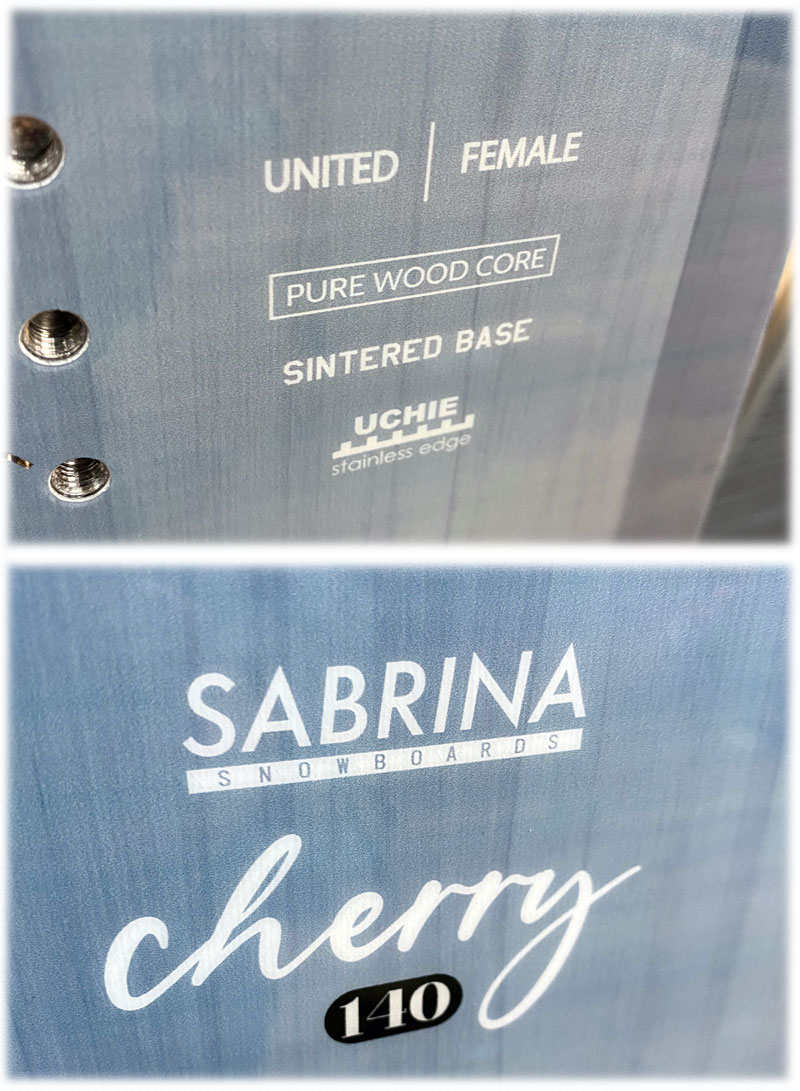 UNITED | FEMALE
PURE WOOD CORE
SINTERED BASE
UCHIE
stainless edge
SABRINA
SNOWBOARDS
cherry
140